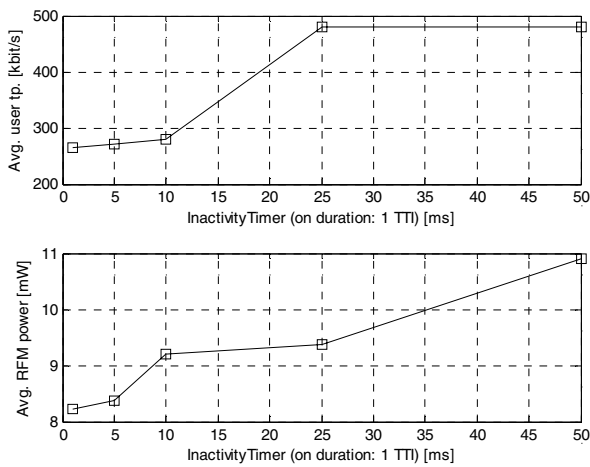 500
400
300
200
Avg. user tp. [kbit/s]
0 5 10 15 20 25 30 35 40 45 50
InactivityTimer (on duration: 1 TTI) [ms]
11
10
9
8
Avg. RFM power [mW]
0 5 10 15 20 25 30 35 40 45 50
InactivityTimer (on duration: 1 TTI) [ms]